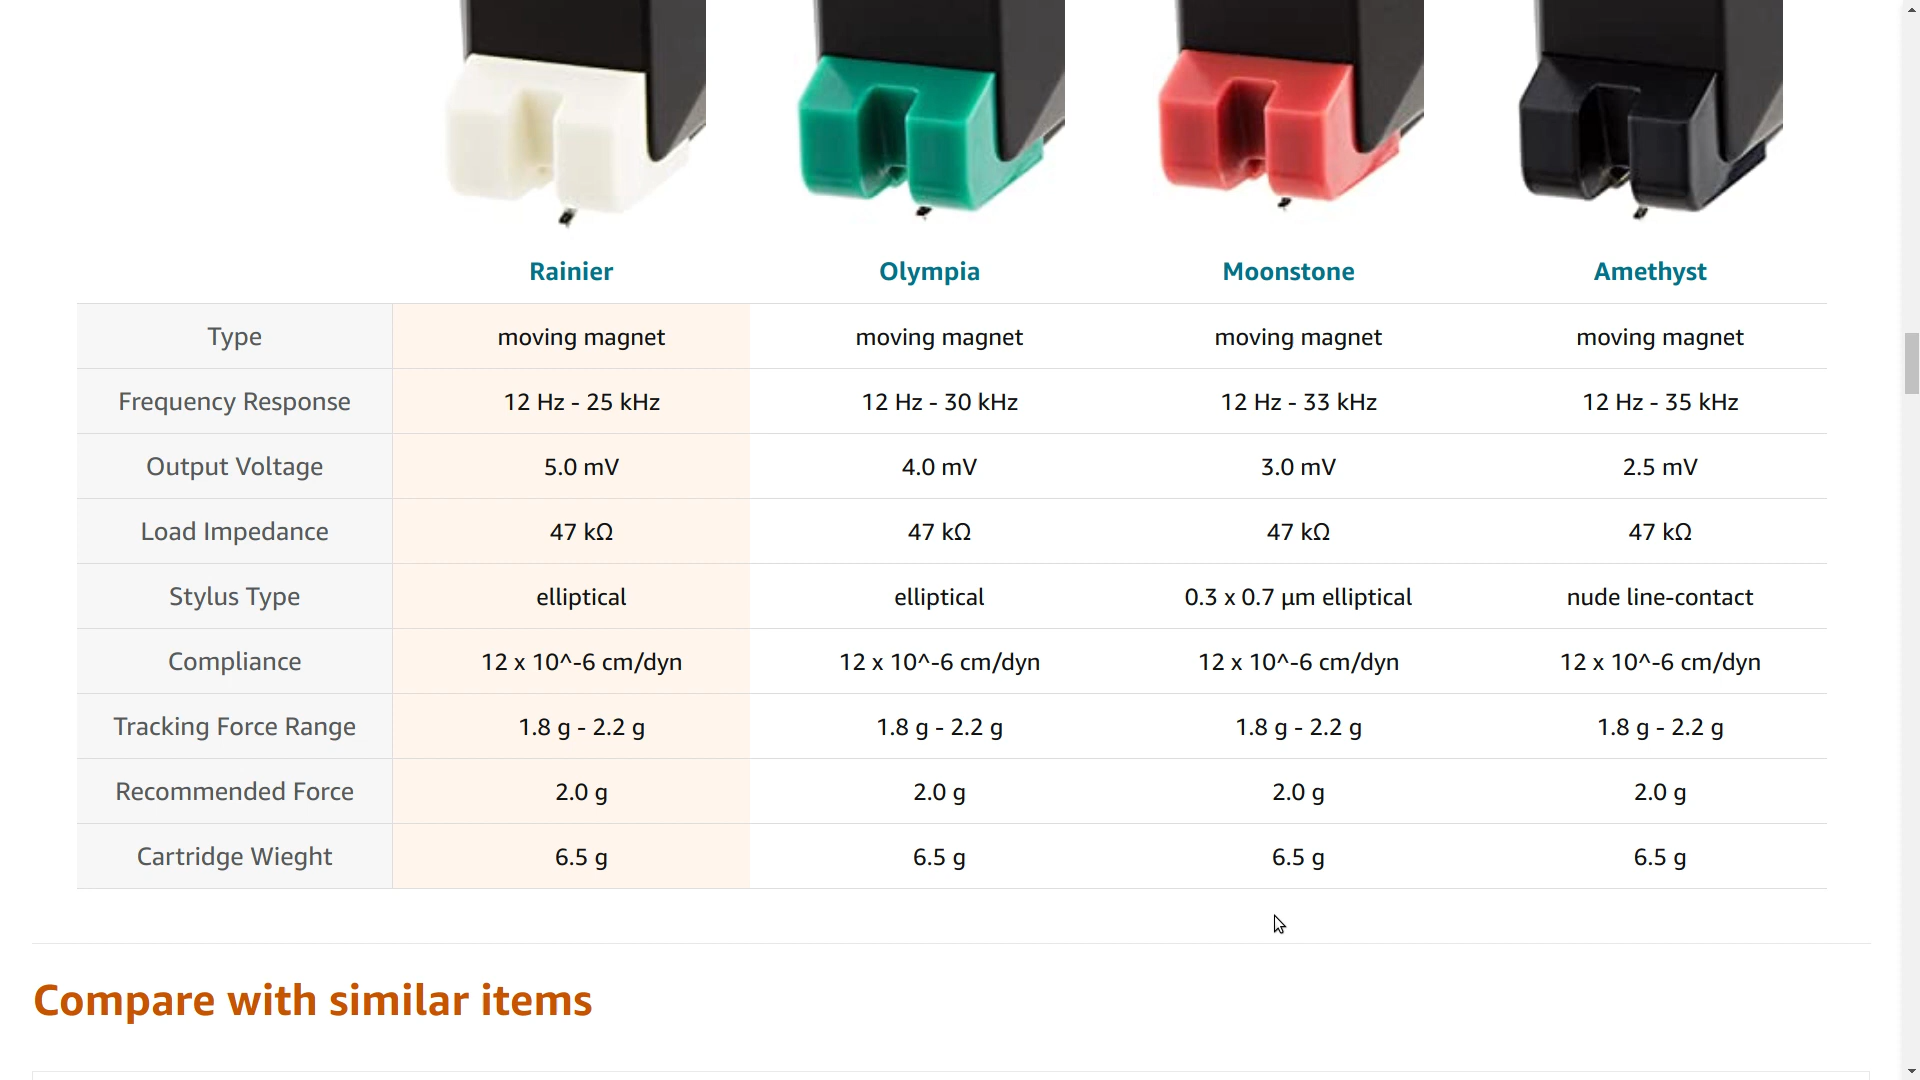 Rainier Olympia Moonstone Amethyst
Type moving magnet moving magnet moving magnet moving magnet
Frequency Response 12 Hz - 25 kHz 12 Hz - 30 kHz 12 Hz - 33 kHz 12 Hz - 35 kHz
Output Voltage 5.0 mV 4.0 mV 3.0 mV 2.5 mV
Load Impedance 47 kΩ 47 kΩ 47 kΩ 47 kΩ
Stylus Type elliptical elliptical 0.3 x 0.7 μm elliptical nude line-contact
Compliance 12 x 10^-6 cm/dyn 12 x 10^-6 cm/dyn 12 x 10^-6 cm/dyn 12 x 10^-6 cm/dyn
Tracking Force Range 1.8 g - 2.2 g 1.8 g - 2.2 g 1.8 g - 2.2 g 1.8 g - 2.2 g
Recommended Force 2.0 g 2.0 g 2.0 g 2.0 g
Cartridge Wieght 6.5 g 6.5 g 6.5 g 6.5 g
Compare with similar items